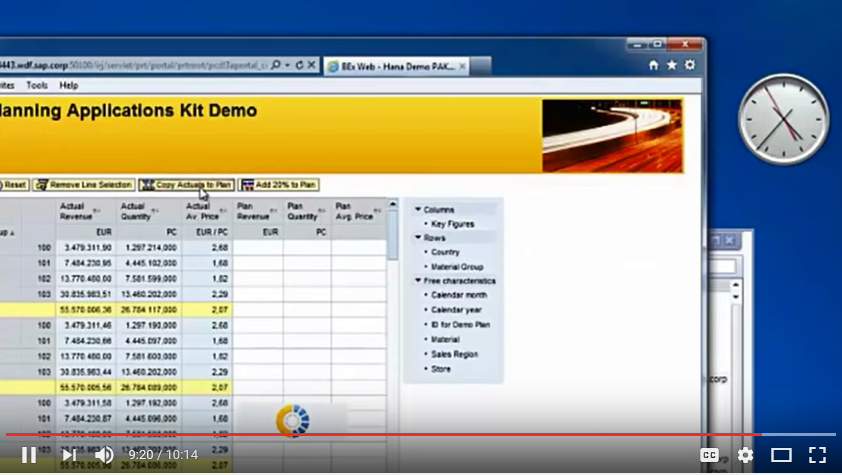 8443.wdf.sap.corp:50100/irj/servlet/prt/portal/prtroot/pcd!3aportal_c
BEx Web - Hana Demo PAK...
rites Tools Help
lanning Applications Kit Demo
Reset Remove Line Selection Copy Actuals to Plan Add 20% to Plan
Actual Revenue Actual Quantity Actual Av. Price Plan Revenue Plan Quantity Plan Avg. Price
up EUR PC EUR / PC EUR PC
100 3.479.311,90 1.297.214,000 2,68
101 7.484.230,95 4.445.102,000 1,68
102 13.770.460,00 7.581.599,000 1,82
103 30.835.983,51 13.460.202,000 2,29
55.570.006,36 26.784.117,000 2,07
100 3.479.311,46 1.297.190,000 2,68
101 7.484.230,66 4.445.097,000 1,68
102 13.770.460,00 7.581.600,000 1,82
103 30.835.983,44 13.460.202,000 2,29
55.570.005,56 26.784.089,000 2,07
100 3.479.311,58 1.297.192,000 2,68
101 7.484.230,87 4.445.096,000 1,68
55.570.005 2,07
Columns
Key Figures
Rows
Country
Material Group
Free characteristics
Calendar month
Calendar year
ID for Demo Plan
Material
Sales Region
Store
corp
corp
9:20 / 10:14
CC